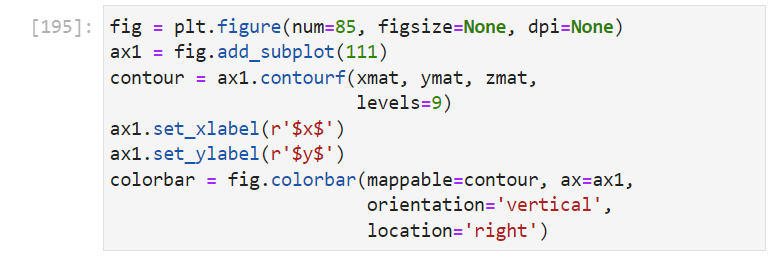 [195]: fig = plt.figure(num=85, figsize=None, dpi=None)
ax1 = fig.add_subplot(111)
contour = ax1.contourf(xmat, ymat, zmat,
                       levels=9)
ax1.set_xlabel(r'$x$')
ax1.set_ylabel(r'$y$')
colorbar = fig.colorbar(mappable=contour, ax=ax1,
                        orientation='vertical',
                        location='right')